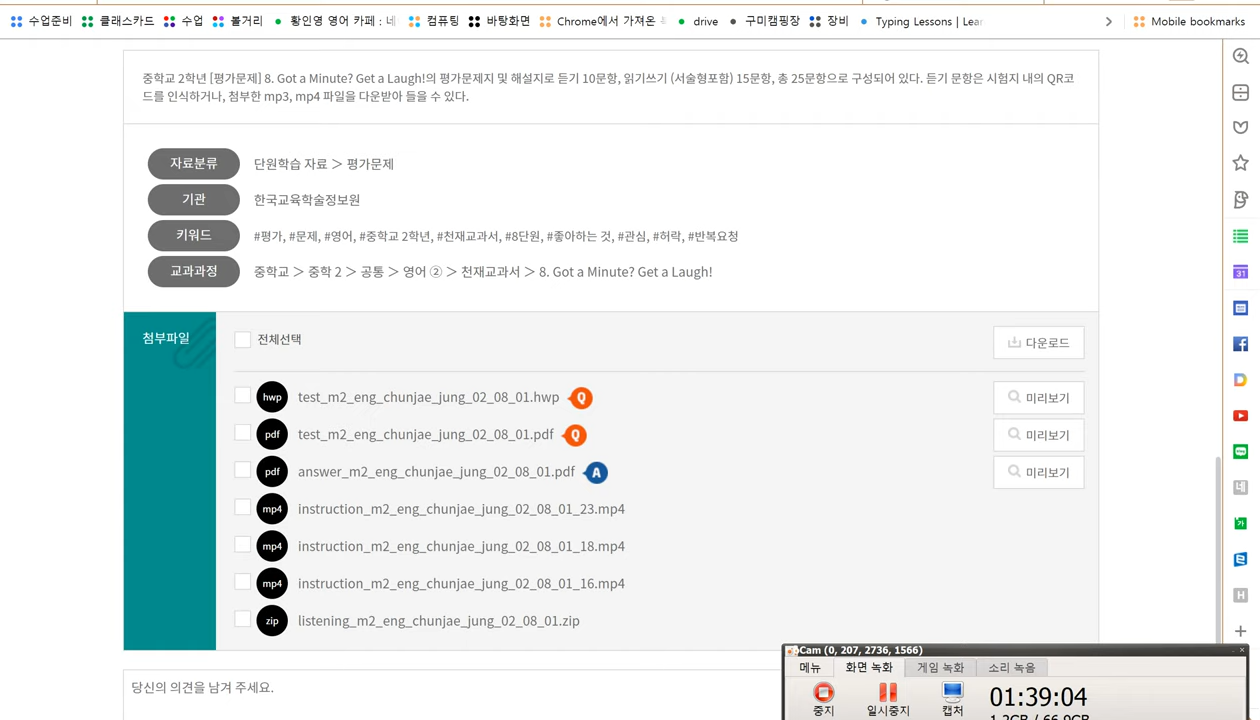 수업준비 클래스카드 수업 볼거리 황인영 영어 카페 : 네 컴퓨팅 바탕화면 Chrome에서 가져온 drive 구미캠핑장 장비 Typing Lessons | Lear Mobile bookmarks
중학교 2학년 [평가문제] 8. Got a Minute? Get a Laugh!의 평가문제지 및 해설지로 듣기 10문항, 읽기쓰기 (서술형포함) 15문항, 총 25문항으로 구성되어 있다. 듣기 문항은 시험지 내의 QR코
드를 인식하거나, 첨부한 mp3, mp4 파일을 다운받아 들을 수 있다.
자료분류 단원학습 자료 > 평가문제
기관 한국교육학술정보원
키워드 #평가, #문제, #영어, #중학교 2학년, #천재교과서, #8단원, #좋아하는 것, #관심, #허락, #반복요청
교과과정 중학교 > 중학 2 > 공통 > 영어 ② > 천재교과서 > 8. Got a Minute? Get a Laugh!
첨부파일 전체선택 다운로드
hwp test_m2_eng_chunjae_jung_02_08_01.hwp Q 미리보기
pdf test_m2_eng_chunjae_jung_02_08_01.pdf Q 미리보기
pdf answer_m2_eng_chunjae_jung_02_08_01.pdf A 미리보기
mp4 instruction_m2_eng_chunjae_jung_02_08_01_23.mp4
mp4 instruction_m2_eng_chunjae_jung_02_08_01_18.mp4
mp4 instruction_m2_eng_chunjae_jung_02_08_01_16.mp4
zip listening_m2_eng_chunjae_jung_02_08_01.zip
당신의 의견을 남겨 주세요.
Cam (0, 207, 2736, 1566)
메뉴 화면 녹화 게임 녹화 소리 녹음
중지 일시중지 캡처 01:39:04
1.2GB / 66.0GB
31